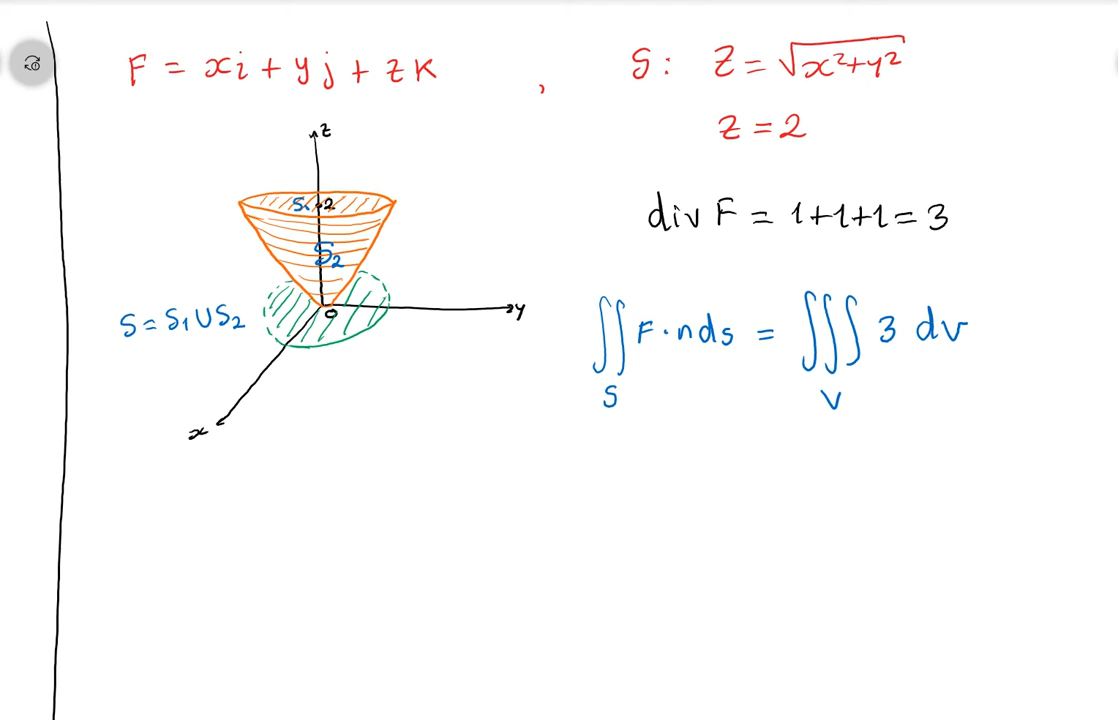 F = xi + yj + zk , S: z = √x²+y²
z = 2
z
S₁ 2
div F = 1+1+1 = 3
S₂
S = S₁ ∪ S₂
0
y
∬ F · n ds = ∭ 3 dv
S V
x